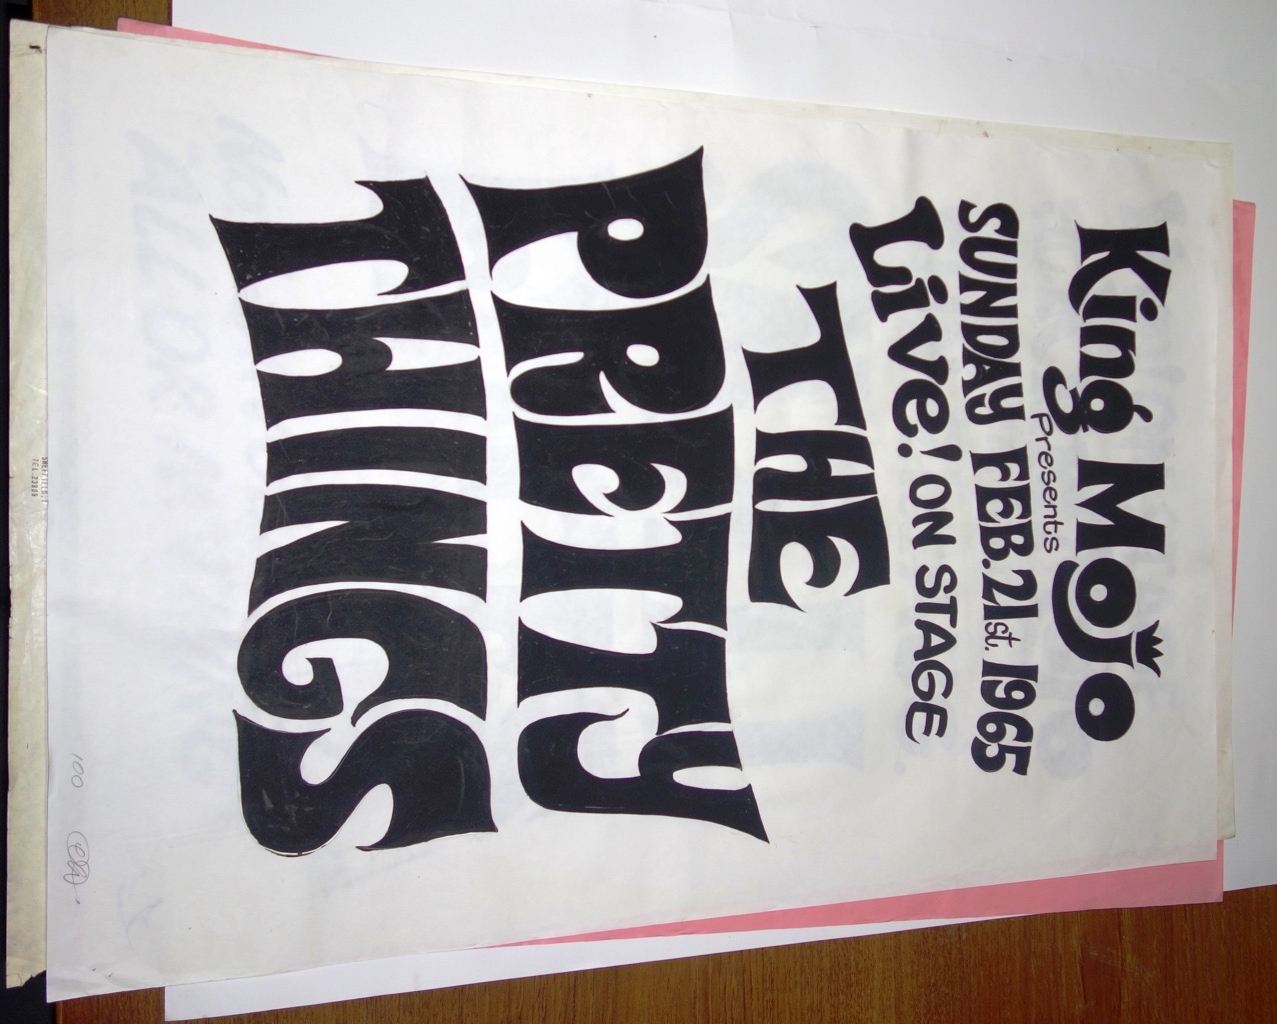 King Mojo
presents
SUNDAY FEB. 21st. 1965
Live! ON STAGE
THE
PRETTY
THINGS
100